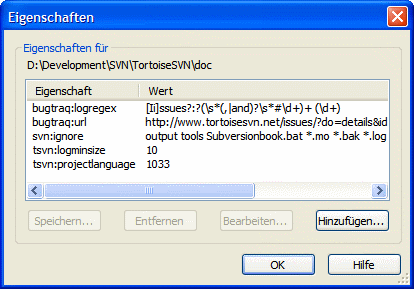 Eigenschaften
Eigenschaften für
D:\Development\SVN\TortoiseSVN\doc
Eigenschaft Wert
bugtraq:logregex [Ii]ssues?:?(\s*(,|and)?\s*#\d+)+ (\d+)
bugtraq:url http://www.tortoisesvn.net/issues/?do=details&id
svn:ignore output tools Subversionbook.bat *.mo *.bak *.log
tsvn:logminsize 10
tsvn:projectlanguage 1033
Speichern... Entfernen Bearbeiten... Hinzufügen...
OK Hilfe